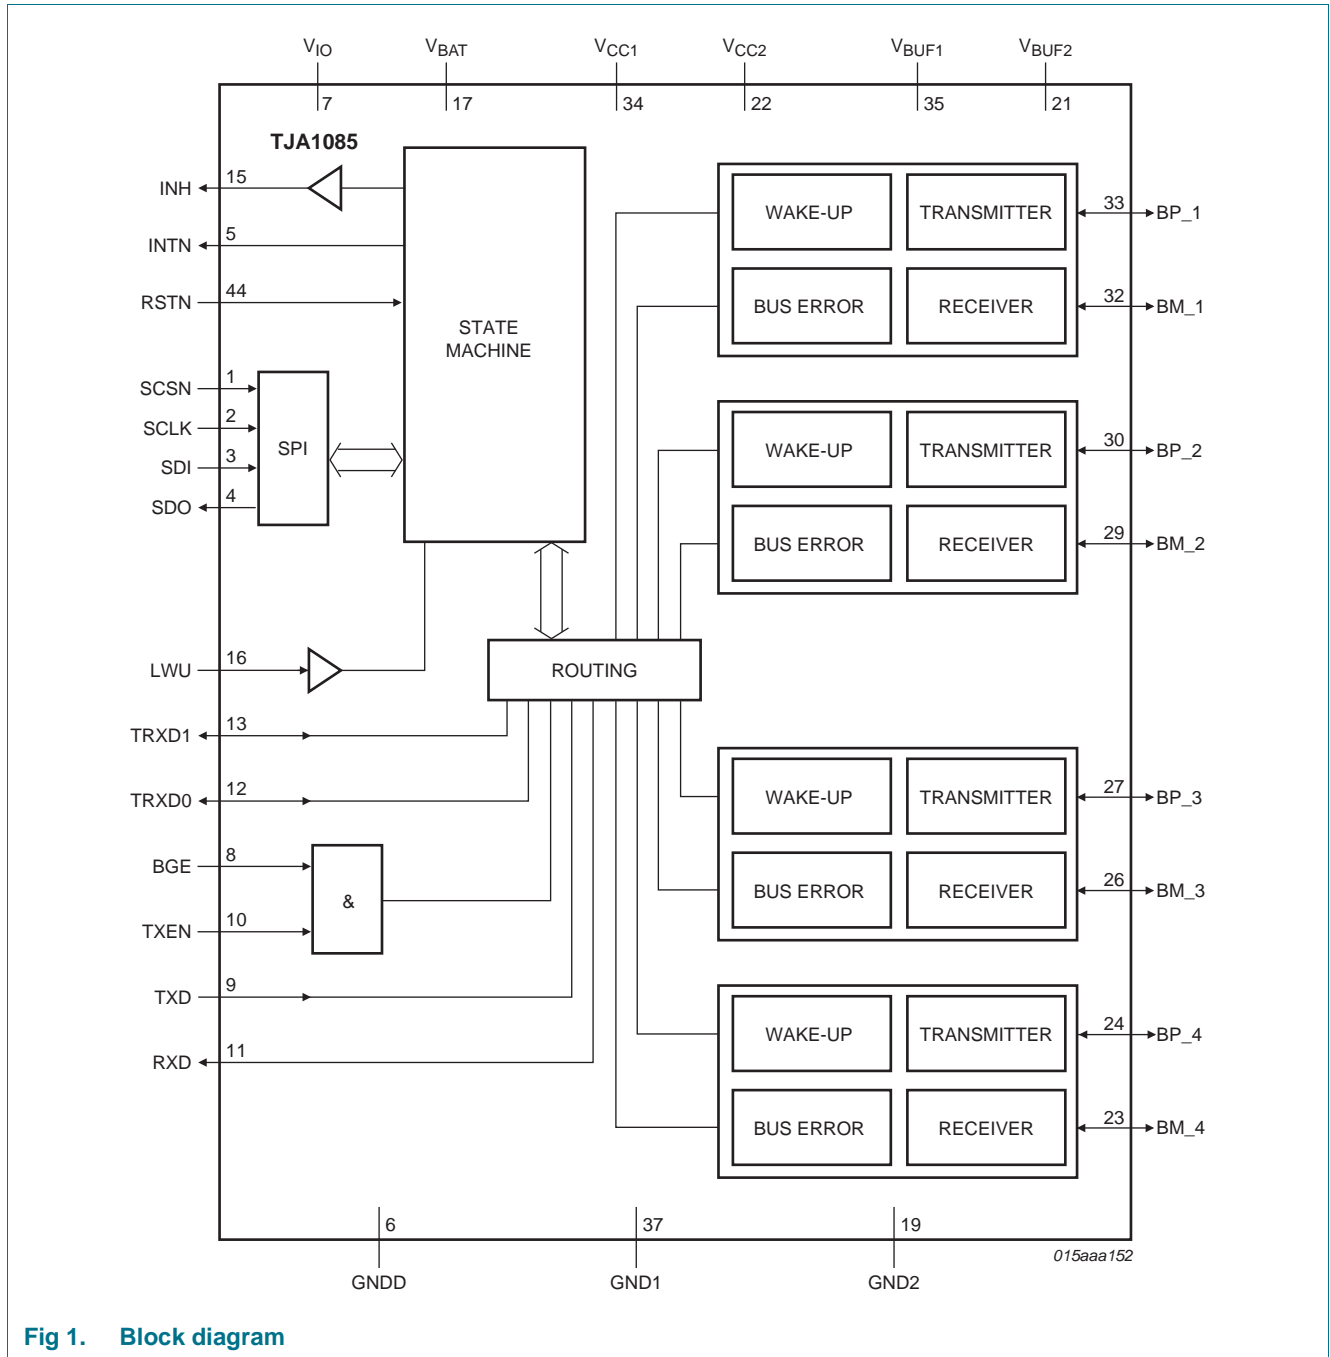 VIO VBAT VCC1 VCC2 VBUF1 VBUF2
7 17 34 22 35 21
TJA1085
INH 15
INTN 5
RSTN 44
STATE
MACHINE
SCSN 1
SCLK 2
SDI 3
SDO 4
SPI
LWU 16
ROUTING
TRXD1 13
TRXD0 12
BGE 8
&
TXEN 10
TXD 9
RXD 11
WAKE-UP TRANSMITTER 33 BP_1
BUS ERROR RECEIVER 32 BM_1
WAKE-UP TRANSMITTER 30 BP_2
BUS ERROR RECEIVER 29 BM_2
WAKE-UP TRANSMITTER 27 BP_3
BUS ERROR RECEIVER 26 BM_3
WAKE-UP TRANSMITTER 24 BP_4
BUS ERROR RECEIVER 23 BM_4
6 37 19
GNDD GND1 GND2
015aaa152
Fig 1. Block diagram